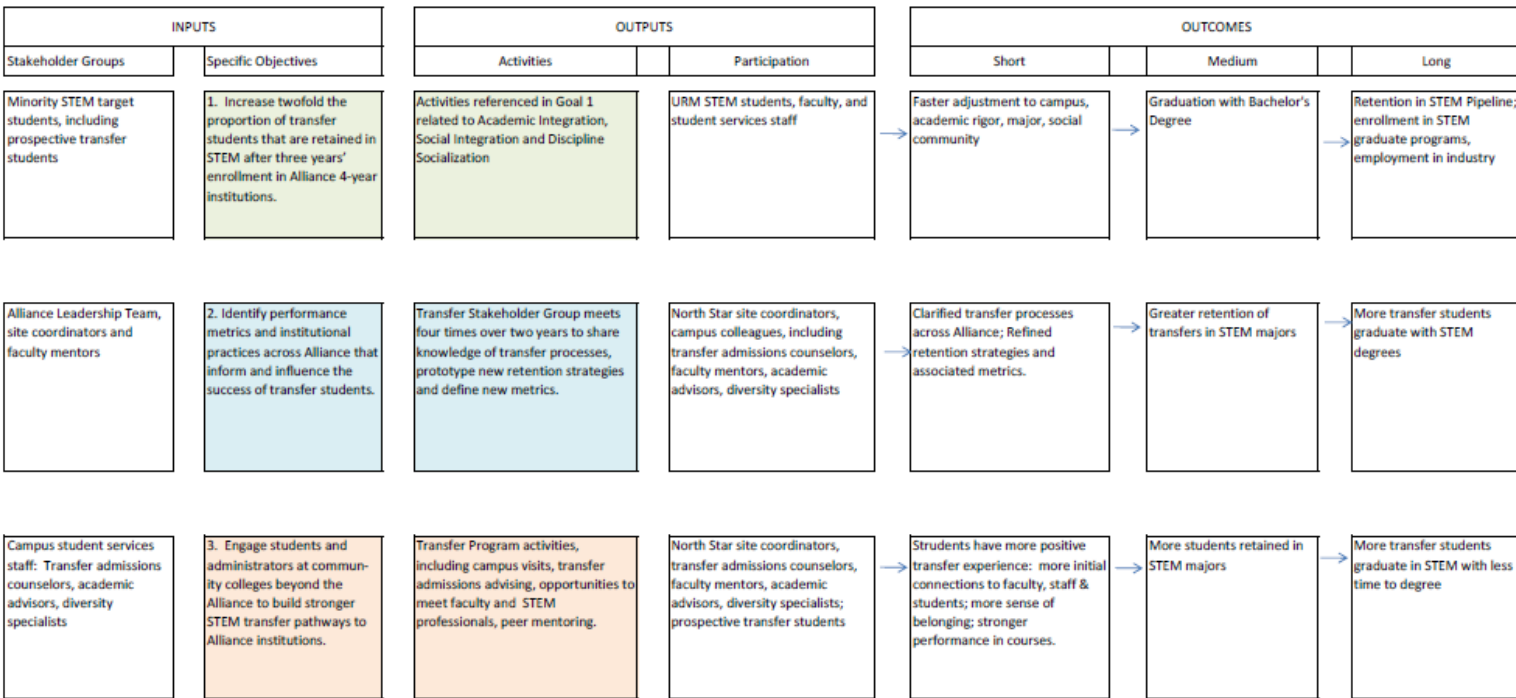 INPUTS
OUTPUTS
OUTCOMES
Stakeholder Groups
Specific Objectives
Activities
Participation
Short
Medium
Long
Minority STEM target
students, including
prospective transfer
students
1. Increase twofold the
proportion of transfer
students that are retained in
STEM after three years'
enrollment in Alliance 4-year
institutions.
Activities referenced in Goal 1
related to Academic Integration,
Social Integration and Discipline
Socialization
URM STEM students, faculty, and
student services staff
Faster adjustment to campus,
academic rigor, major, social
community
Graduation with Bachelor's
Degree
Retention in STEM Pipeline;
enrollment in STEM
graduate programs,
employment in industry
Alliance Leadership Team,
site coordinators and
faculty mentors
2. Identify performance
metrics and institutional
practices across Alliance that
inform and influence the
success of transfer students.
Transfer Stakeholder Group meets
four times over two years to share
knowledge of transfer processes,
prototype new retention strategies
and define new metrics.
North Star site coordinators,
campus colleagues, including
transfer admissions counselors,
faculty mentors, academic
advisors, diversity specialists
Clarified transfer processes
across Alliance; Refined
retention strategies and
associated metrics.
Greater retention of
transfers in STEM majors
More transfer students
graduate with STEM
degrees
Campus student services
staff: Transfer admissions
counselors, academic
advisors, diversity
specialists
3. Engage students and
administrators at commun-
ity colleges beyond the
Alliance to build stronger
STEM transfer pathways to
Alliance institutions.
Transfer Program activities,
including campus visits, transfer
admissions advising, opportunities to
meet faculty and STEM
professionals, peer mentoring.
North Star site coordinators,
transfer admissions counselors,
faculty mentors, academic
advisors, diversity specialists;
prospective transfer students
Strudents have more positive
transfer experience: more initial
connections to faculty, staff &
students; more sense of
belonging; stronger
performance in courses.
More students retained in
STEM majors
More transfer students
graduate in STEM with less
time to degree